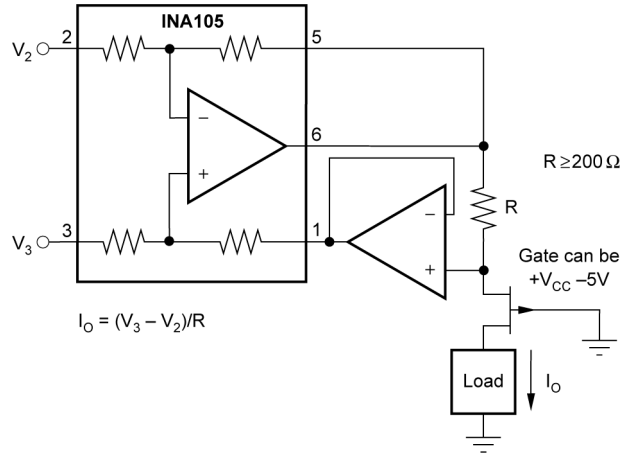 INA105
V2 2 5
−
+
6
R ≥ 200 Ω
V3 3 1
−
+
R
Gate can be
+VCC −5V
IO = (V3 − V2)/R
Load
IO